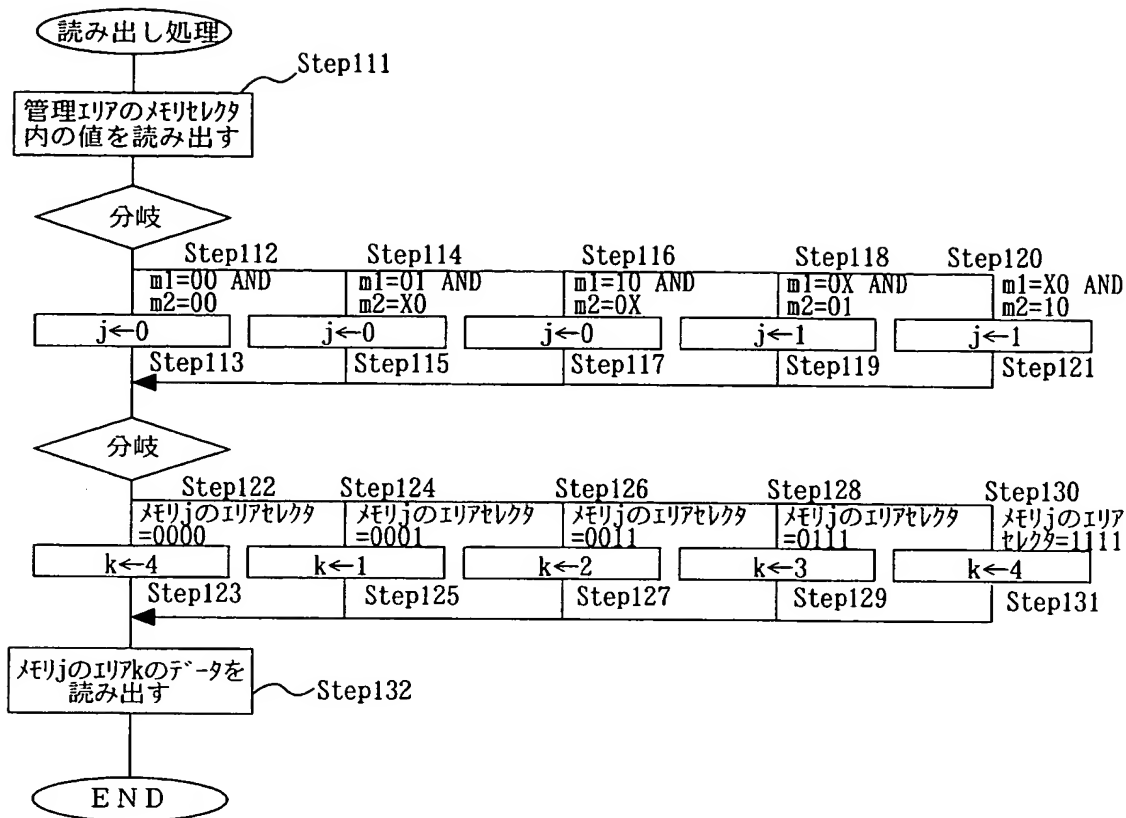 読み出し処理
Step111
管理ｴﾘｱのﾒﾓﾘｾﾚｸﾀ
内の値を読み出す
分岐
Step112
m1=00 AND
m2=00
j←0
Step113
Step114
m1=01 AND
m2=X0
j←0
Step115
Step116
m1=10 AND
m2=0X
j←0
Step117
Step118
m1=0X AND
m2=01
j←1
Step119
Step120
m1=X0 AND
m2=10
j←1
Step121
分岐
Step122
ﾒﾓﾘjのｴﾘｱｾﾚｸﾀ
=0000
k←4
Step123
Step124
ﾒﾓﾘjのｴﾘｱｾﾚｸﾀ
=0001
k←1
Step125
Step126
ﾒﾓﾘjのｴﾘｱｾﾚｸﾀ
=0011
k←2
Step127
Step128
ﾒﾓﾘjのｴﾘｱｾﾚｸﾀ
=0111
k←3
Step129
Step130
ﾒﾓﾘjのｴﾘｱ
ｾﾚｸﾀ=1111
k←4
Step131
ﾒﾓﾘjのｴﾘｱkのﾃﾞｰﾀを
読み出す
Step132
END